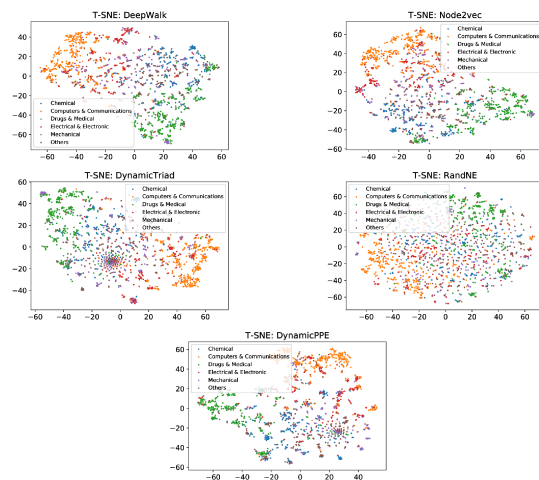 T-SNE: DeepWalk
60
40
20
0
−20
−40
−60
Chemical
Computers & Communications
Drugs & Medical
Electrical & Electronic
Mechanical
Others
−60 −40 −20 0 20 40 60
T-SNE: Node2vec
60
40
20
0
−20
−40
−60
Chemical
Computers & Communications
Drugs & Medical
Electrical & Electronic
Mechanical
Others
−40 −20 0 20 40 60
T-SNE: DynamicTriad
60
40
20
0
−20
−40
Chemical
Computers & Communications
Drugs & Medical
Electrical & Electronic
Mechanical
Others
−60 −40 −20 0 20 40 60
T-SNE: RandNE
80
60
40
20
0
−20
−40
−60
Chemical
Computers & Communications
Drugs & Medical
Electrical & Electronic
Mechanical
Others
−60 −40 −20 0 20 40 60
T-SNE: DynamicPPE
60
40
20
0
−20
−40
−60
Chemical
Computers & Communications
Drugs & Medical
Electrical & Electronic
Mechanical
Others
−60 −40 −20 0 20 40 60